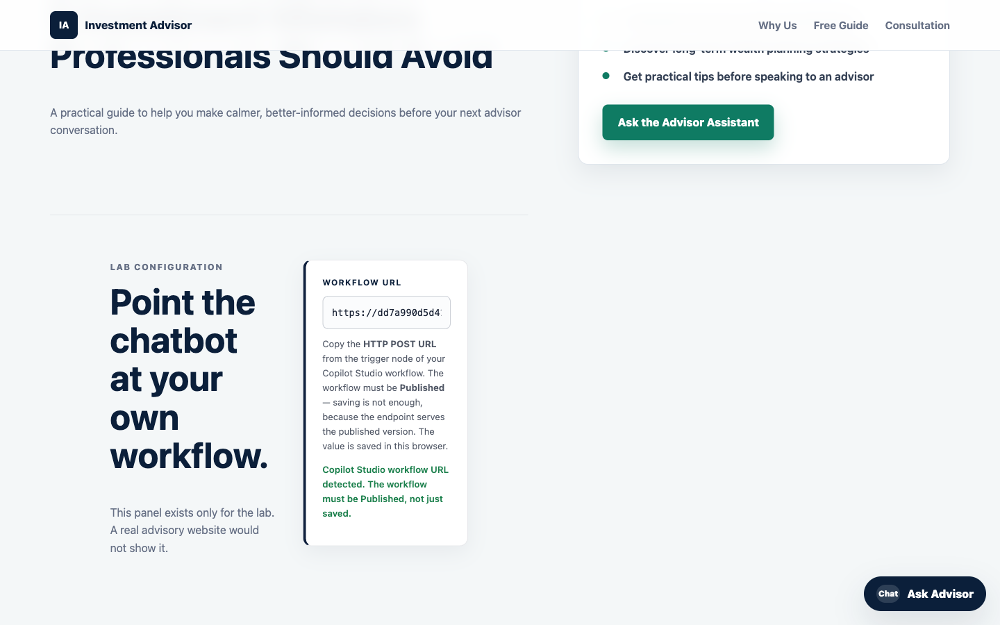 IA
Investment Advisor
Why Us
Free Guide
Consultation
Professionals Should Avoid
A practical guide to help you make calmer, better-informed decisions before your next advisor
conversation.
Discover long-term wealth planning strategies
Get practical tips before speaking to an advisor
Ask the Advisor Assistant
LAB CONFIGURATION
Point the
chatbot
at your
own
workflow.
This panel exists only for the lab.
A real advisory website would
not show it.
WORKFLOW URL
https://dd7a990d5d4
Copy the HTTP POST URL
from the trigger node of your
Copilot Studio workflow. The
workflow must be Published
— saving is not enough,
because the endpoint serves
the published version. The
value is saved in this browser.
Copilot Studio workflow URL
detected. The workflow
must be Published, not just
saved.
Chat
Ask Advisor